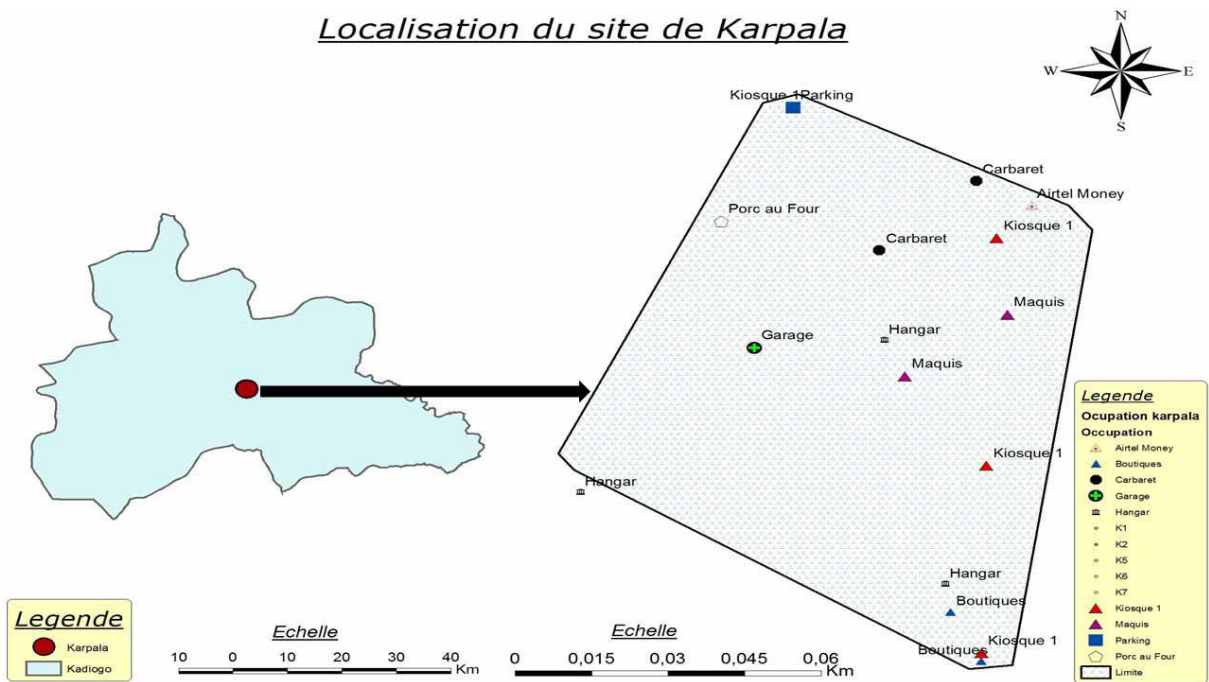 Localisation du site de Karpala
N
W E
S
Kiosque 1Parking
Carbaret
Airtel Money
Porc au Four
Kiosque 1
Carbaret
Maquis
Garage
Hangar
Maquis
Kiosque 1
Hangar
Hangar
Boutiques
Kiosque 1
Boutiques
Legende
Karpala
Kadiogo
Echelle
10 0 10 20 30 40
Km
Echelle
0 0,015 0,03 0,045 0,06
Km
Legende
Ocupation karpala
Occupation
Airtel Money
Boutiques
Carbaret
Garage
Hangar
K1
K2
K5
K6
K7
Kiosque 1
Maquis
Parking
Porc au Four
Limite